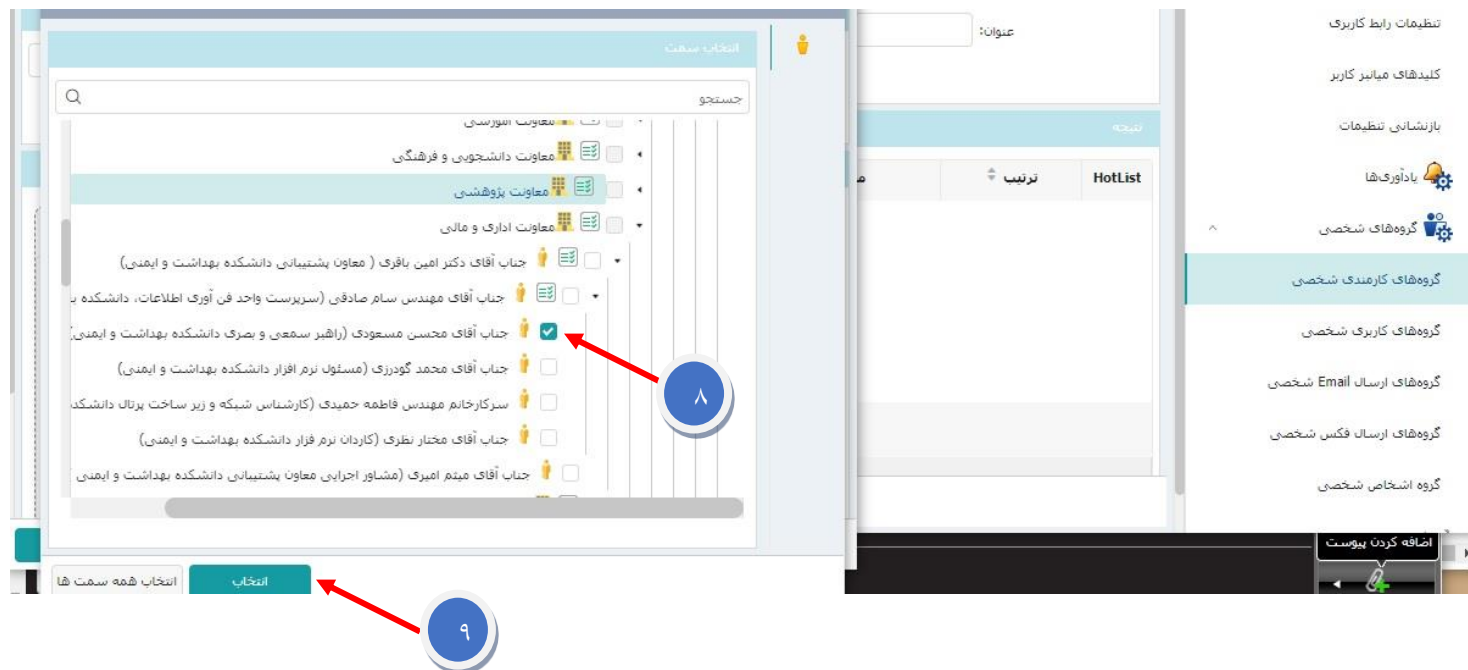 تنظیمات رابط کاربری
کلیدهای میانبر کاربر
بازنشانی تنظیمات
یادآوری‌ها
گروه‌های شخصی
گروه‌های کارمندی شخصی
گروه‌های کاربری شخصی
گروه‌های ارسال Email شخصی
گروه‌های ارسال فکس شخصی
گروه اشخاص شخصی
اضافه کردن پیوست
عنوان:
نتیجه
HotList
ترتیب
انتخاب سمت
جستجو
معاونت آموزشی
معاونت دانشجویی و فرهنگی
معاونت پژوهشی
معاونت اداری و مالی
جناب آقای دکتر امین باقری ( معاون پشتیبانی دانشکده بهداشت و ایمنی)
جناب آقای مهندس سام صادقی (سرپرست واحد فن آوری اطلاعات، دانشکده ب
جناب آقای محسن مسعودی (راهبر سمعی و بصری دانشکده بهداشت و ایمنی)
جناب آقای محمد گودرزی (مسئول نرم افزار دانشکده بهداشت و ایمنی)
سرکارخانم مهندس فاطمه حمیدی (کارشناس شبکه و زیر ساخت پرتال دانشکد
جناب آقای مختار نظری (کاردان نرم فزار دانشکده بهداشت و ایمنی)
جناب آقای میثم امیری (مشاور اجرایی معاون پشتیبانی دانشکده بهداشت و ایمنی
۸
انتخاب
انتخاب همه سمت ها
۹